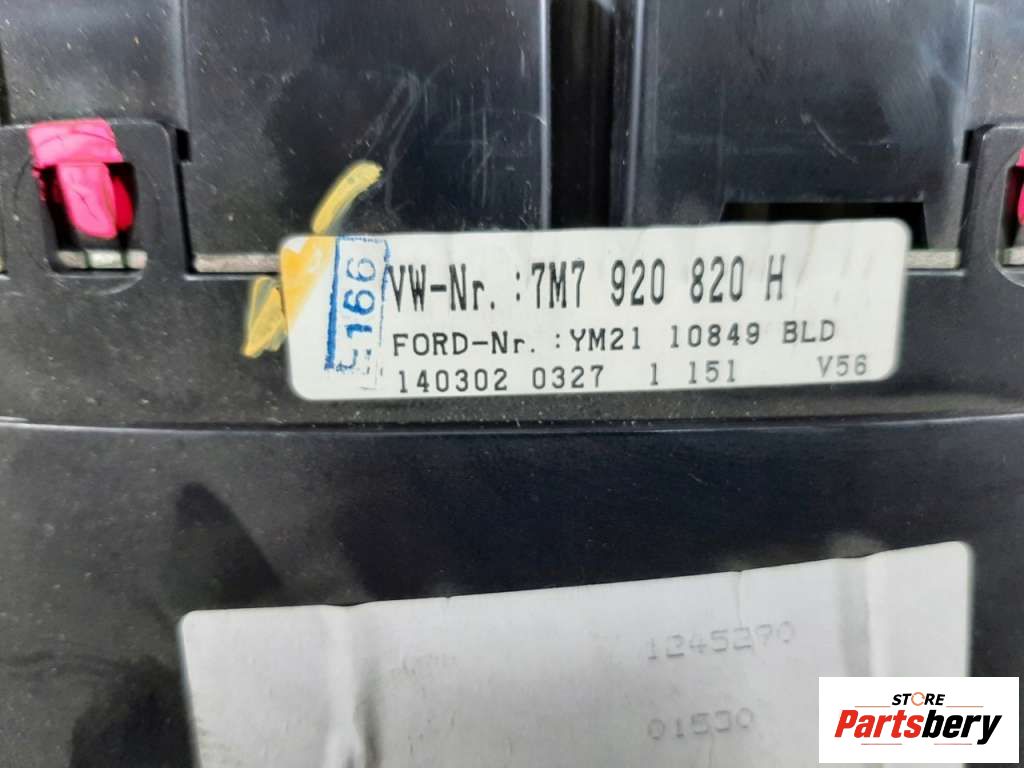 VW-Nr. :7M7 920 820 H
FORD-Nr. :YM21 10849 BLD
140302 0327 1 151 V56
166
1245290
01530
STORE
Partsbery